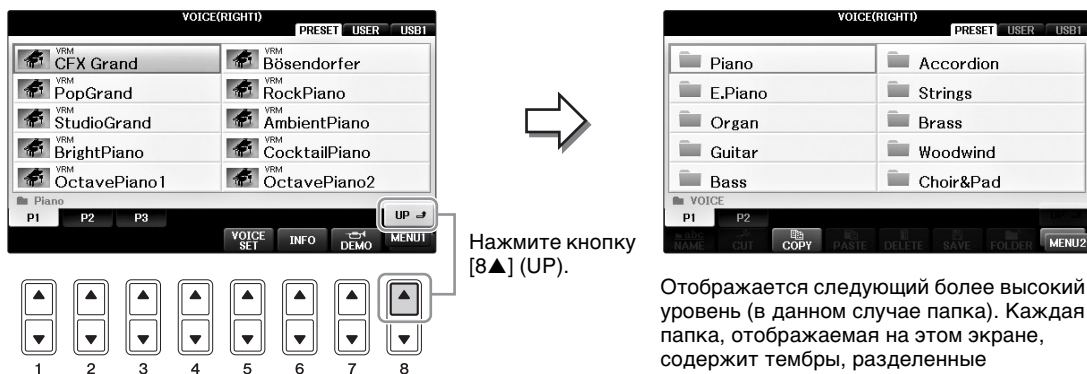 VOICE(RIGHT1)
PRESET USER USB1
VRM CFX Grand
VRM Bösendorfer
VRM PopGrand
VRM RockPiano
VRM StudioGrand
VRM AmbientPiano
VRM BrightPiano
VRM CocktailPiano
VRM OctavePiano1
VRM OctavePiano2
Piano
P1 P2 P3 UP
VOICE SET INFO DEMO MENU1
1 2 3 4 5 6 7 8
Нажмите кнопку
[8▲] (UP).
VOICE(RIGHT1)
PRESET USER USB1
Piano Accordion
E.Piano Strings
Organ Brass
Guitar Woodwind
Bass Choir&Pad
VOICE
P1 P2
NAME CUT COPY PASTE DELETE SAVE FOLDER MENU2
Отображается следующий более высокий
уровень (в данном случае папка). Каждая
папка, отображаемая на этом экране,
содержит тембры, разделенные